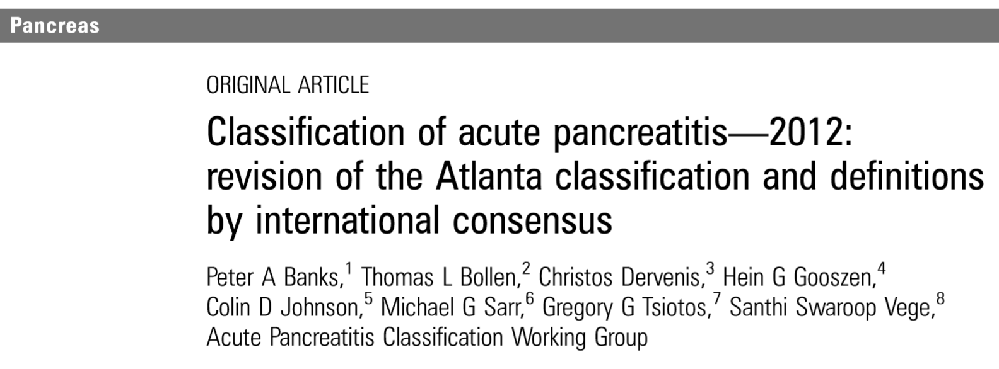 Pancreas
ORIGINAL ARTICLE
Classification of acute pancreatitis—2012:
revision of the Atlanta classification and definitions
by international consensus
Peter A Banks,¹ Thomas L Bollen,² Christos Dervenis,³ Hein G Gooszen,⁴
Colin D Johnson,⁵ Michael G Sarr,⁶ Gregory G Tsiotos,⁷ Santhi Swaroop Vege,⁸
Acute Pancreatitis Classification Working Group